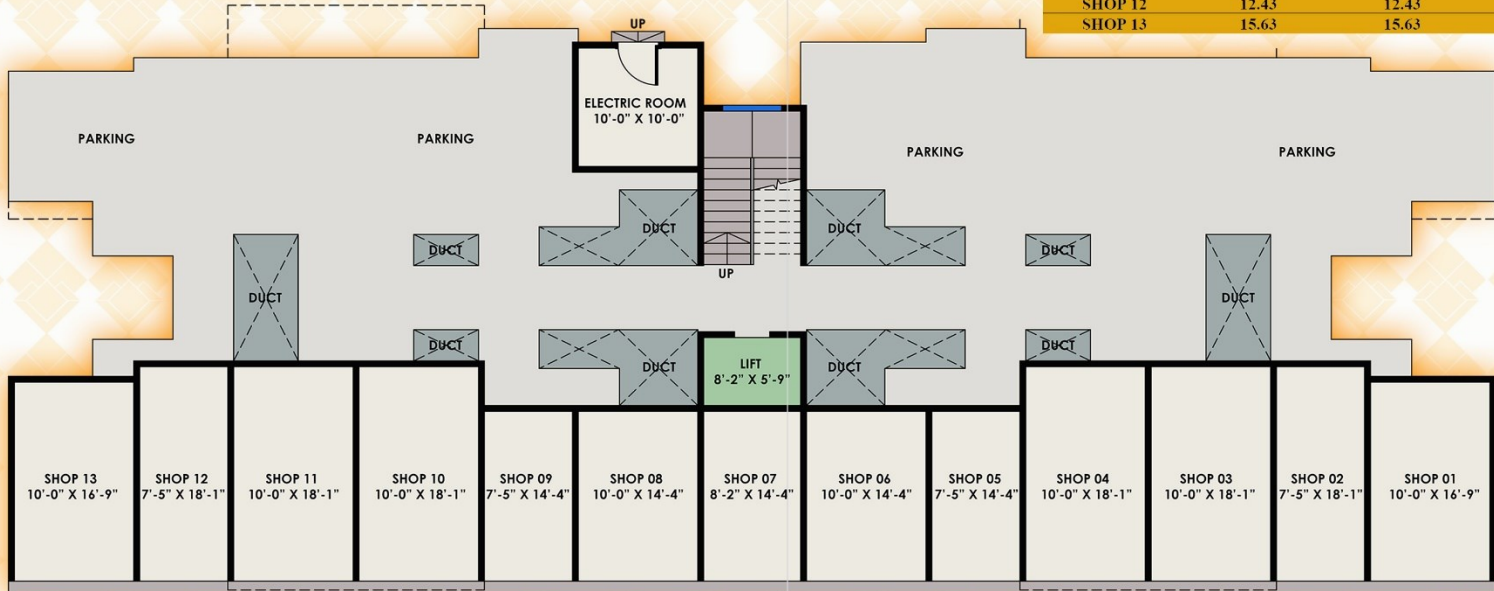 SHOP 12 12.43 12.43
SHOP 13 15.63 15.63
UP
ELECTRIC ROOM
10'-0" X 10'-0"
PARKING
PARKING
PARKING
PARKING
DUCT
DUCT
DUCT
DUCT
DUCT
DUCT
UP
DUCT
DUCT
DUCT
DUCT
LIFT
8'-2" X 5'-9"
SHOP 13
10'-0" X 16'-9"
SHOP 12
7'-5" X 18'-1"
SHOP 11
10'-0" X 18'-1"
SHOP 10
10'-0" X 18'-1"
SHOP 09
7'-5" X 14'-4"
SHOP 08
10'-0" X 14'-4"
SHOP 07
8'-2" X 14'-4"
SHOP 06
10'-0" X 14'-4"
SHOP 05
7'-5" X 14'-4"
SHOP 04
10'-0" X 18'-1"
SHOP 03
10'-0" X 18'-1"
SHOP 02
7'-5" X 18'-1"
SHOP 01
10'-0" X 16'-9"